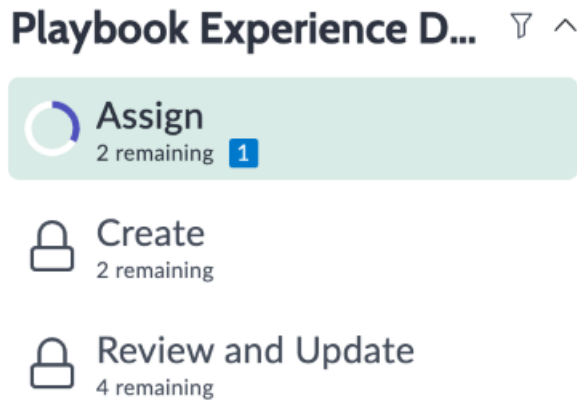 Playbook Experience D...
Assign
2 remaining 1
Create
2 remaining
Review and Update
4 remaining